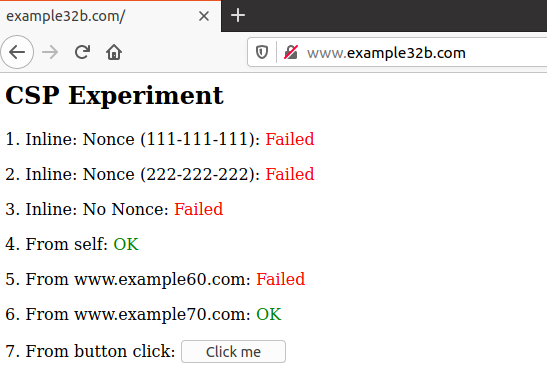 example32b.com/
www.example32b.com
CSP Experiment
1. Inline: Nonce (111-111-111): Failed
2. Inline: Nonce (222-222-222): Failed
3. Inline: No Nonce: Failed
4. From self: OK
5. From www.example60.com: Failed
6. From www.example70.com: OK
7. From button click: Click me